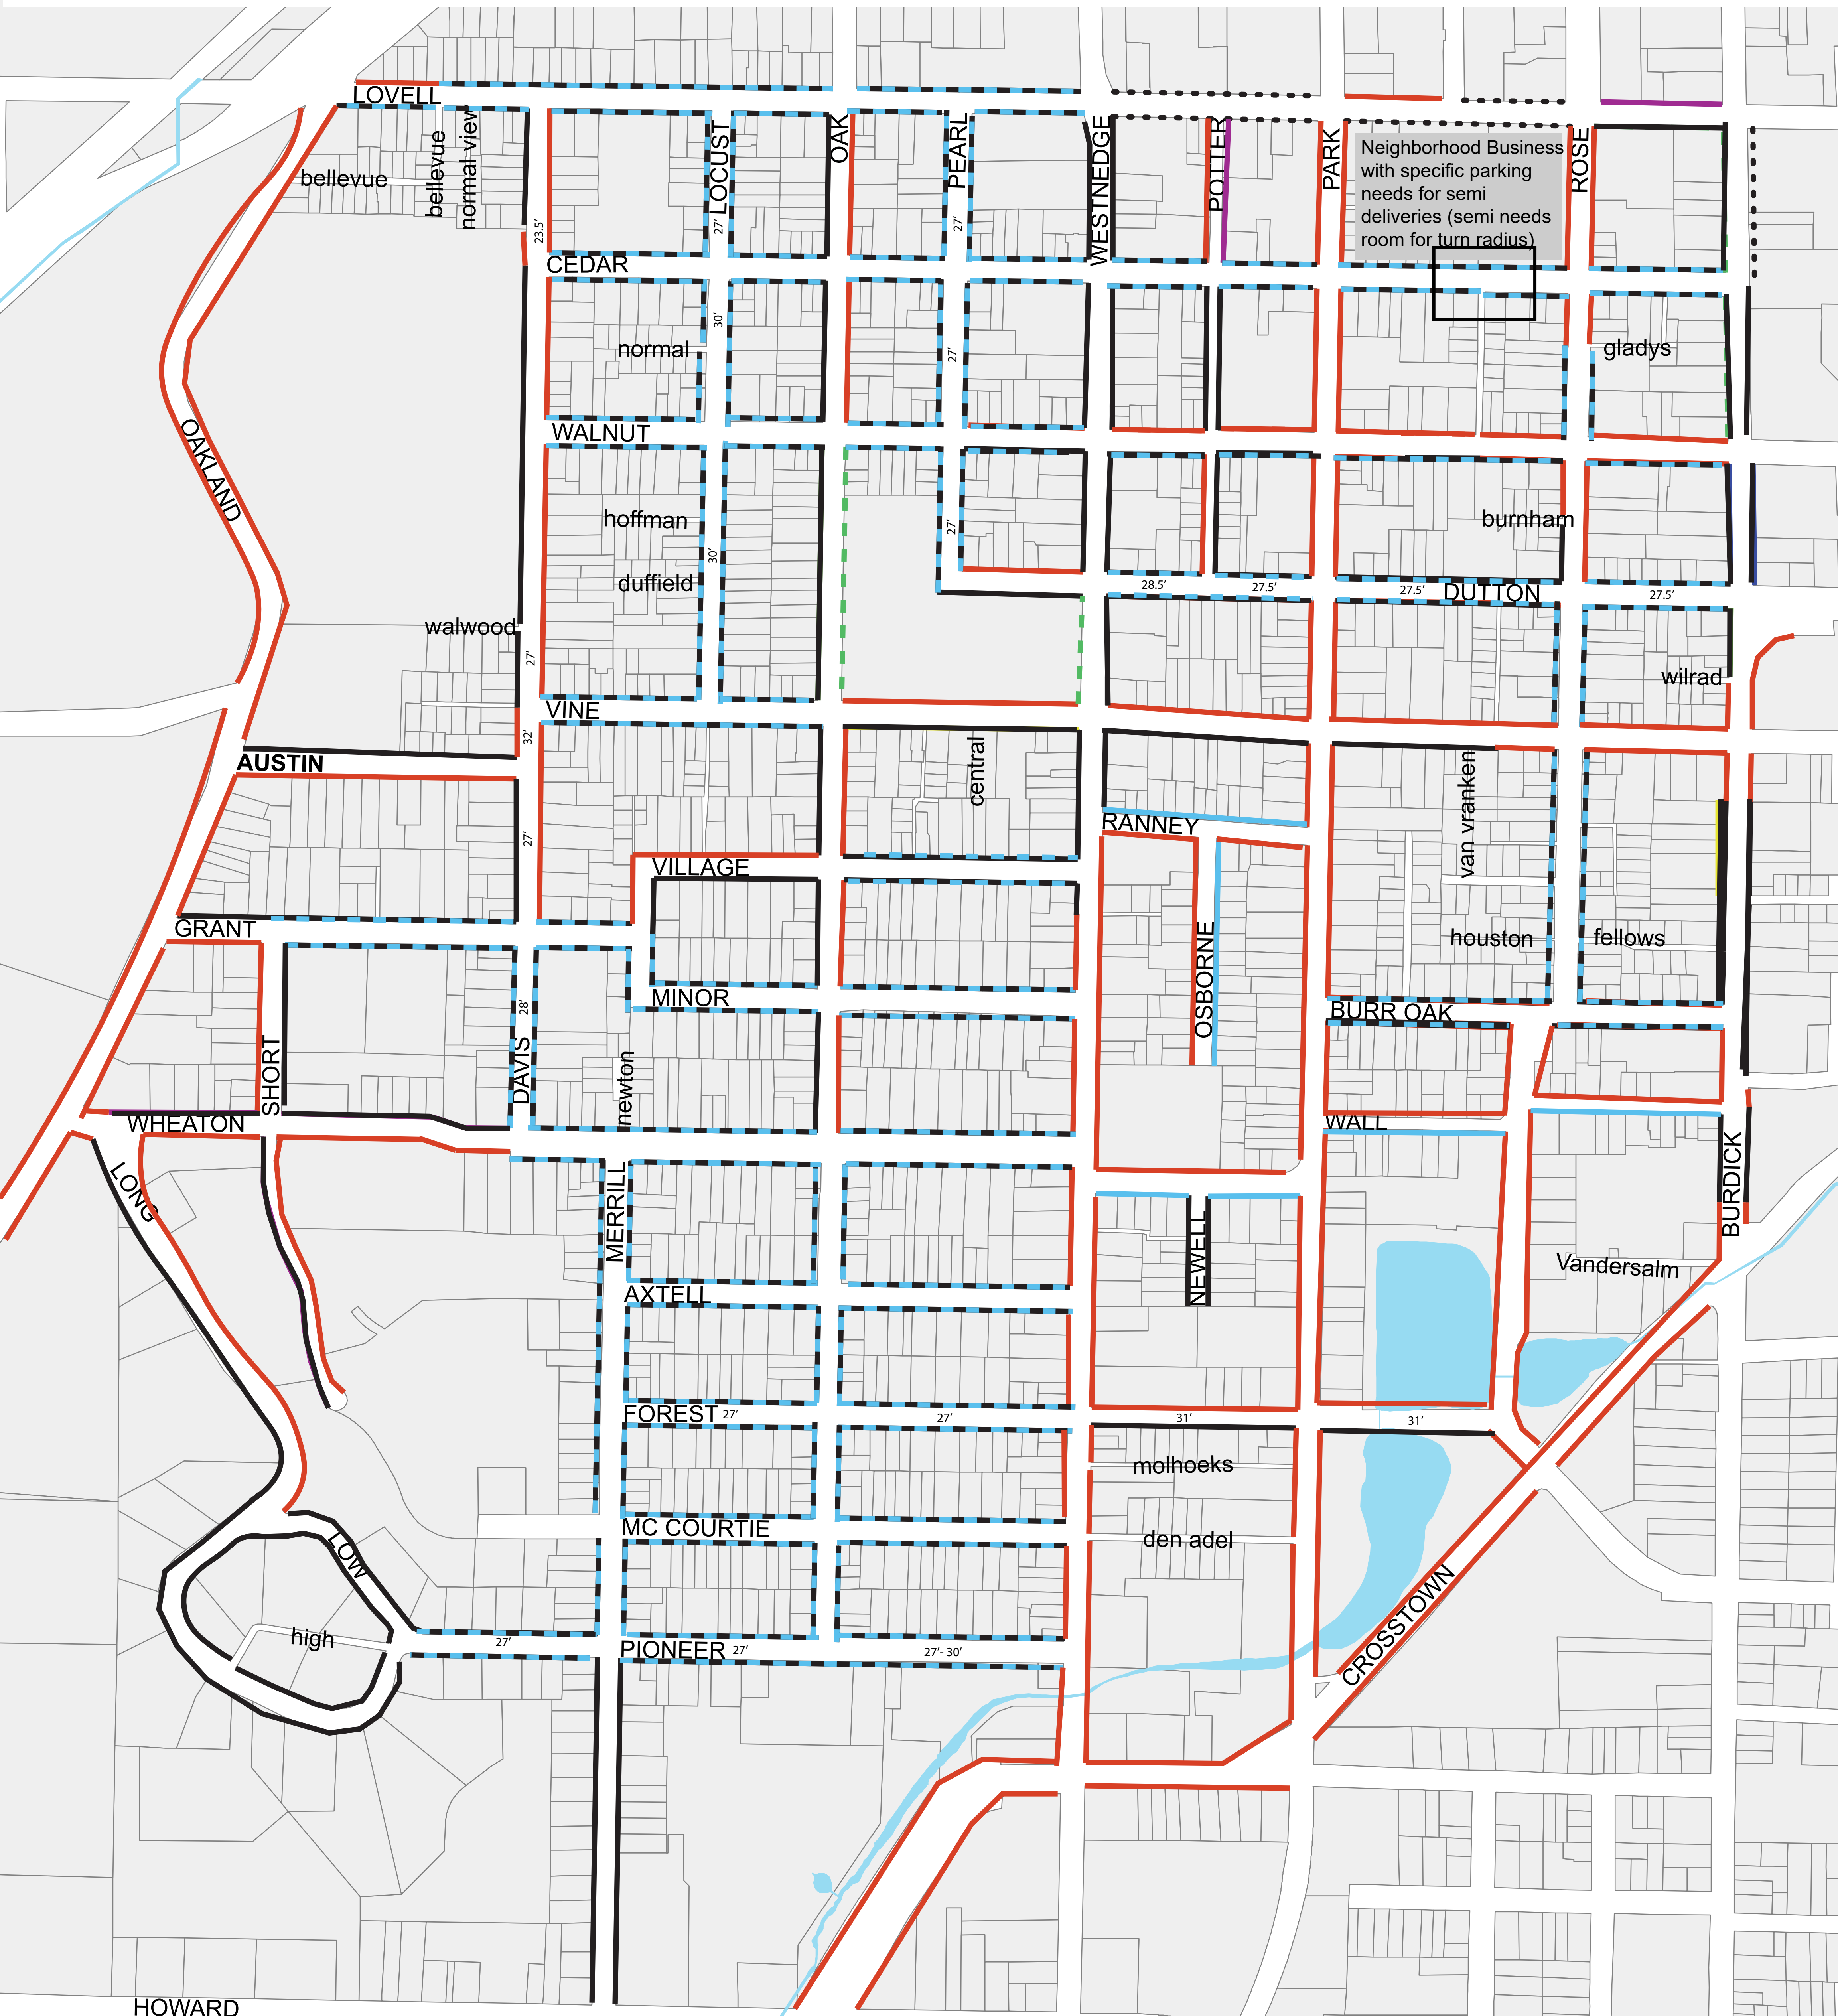 LOVELL
bellevue
bellevue
normal view
LOCUST
27'
OAK
PEARL
27'
WESTNEDGE
POTTER
PARK
Neighborhood Business
with specific parking
needs for semi
deliveries (semi needs
room for turn radius)
ROSE
23.5'
CEDAR
30'
normal
27'
gladys
OAKLAND
WALNUT
hoffman
30'
27'
burnham
duffield
28.5'
27.5'
27.5'
DUTTON
27.5'
walwood
27'
wilrad
VINE
32'
AUSTIN
central
van vranken
27'
RANNEY
VILLAGE
GRANT
OSBORNE
houston
fellows
28'
MINOR
BURR OAK
SHORT
DAVIS
newton
WHEATON
WALL
LONG
MERRILL
NEWELL
BURDICK
Vandersalm
AXTELL
FOREST
27'
27'
31'
31'
molhoeks
MC COURTIE
den adel
LOW
CROSSTOWN
high
27'
PIONEER
27'
27'- 30'
HOWARD